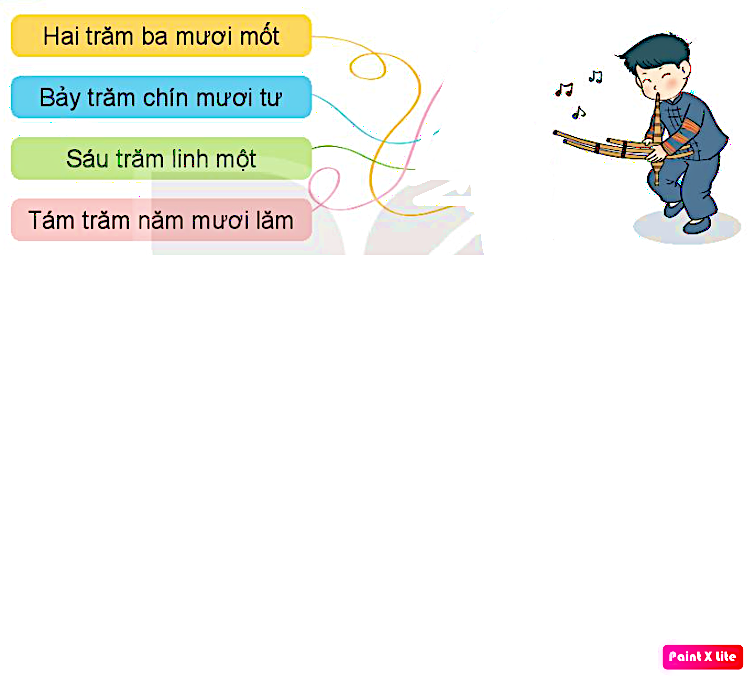 Hai trăm ba mươi mốt
Bảy trăm chín mươi tư
Sáu trăm linh một
Tám trăm năm mươi lăm
Paint X lite